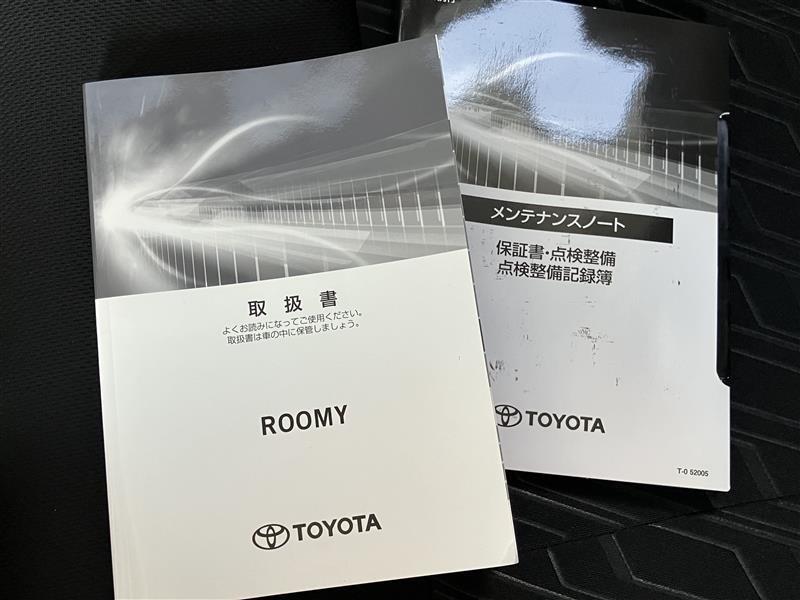 取扱書
よくお読みになってご使用ください。
取扱書は車の中に保管しましょう。
ROOMY
TOYOTA
メンテナンスノート
保証書・点検整備
点検整備記録簿
TOYOTA
T-0 52005